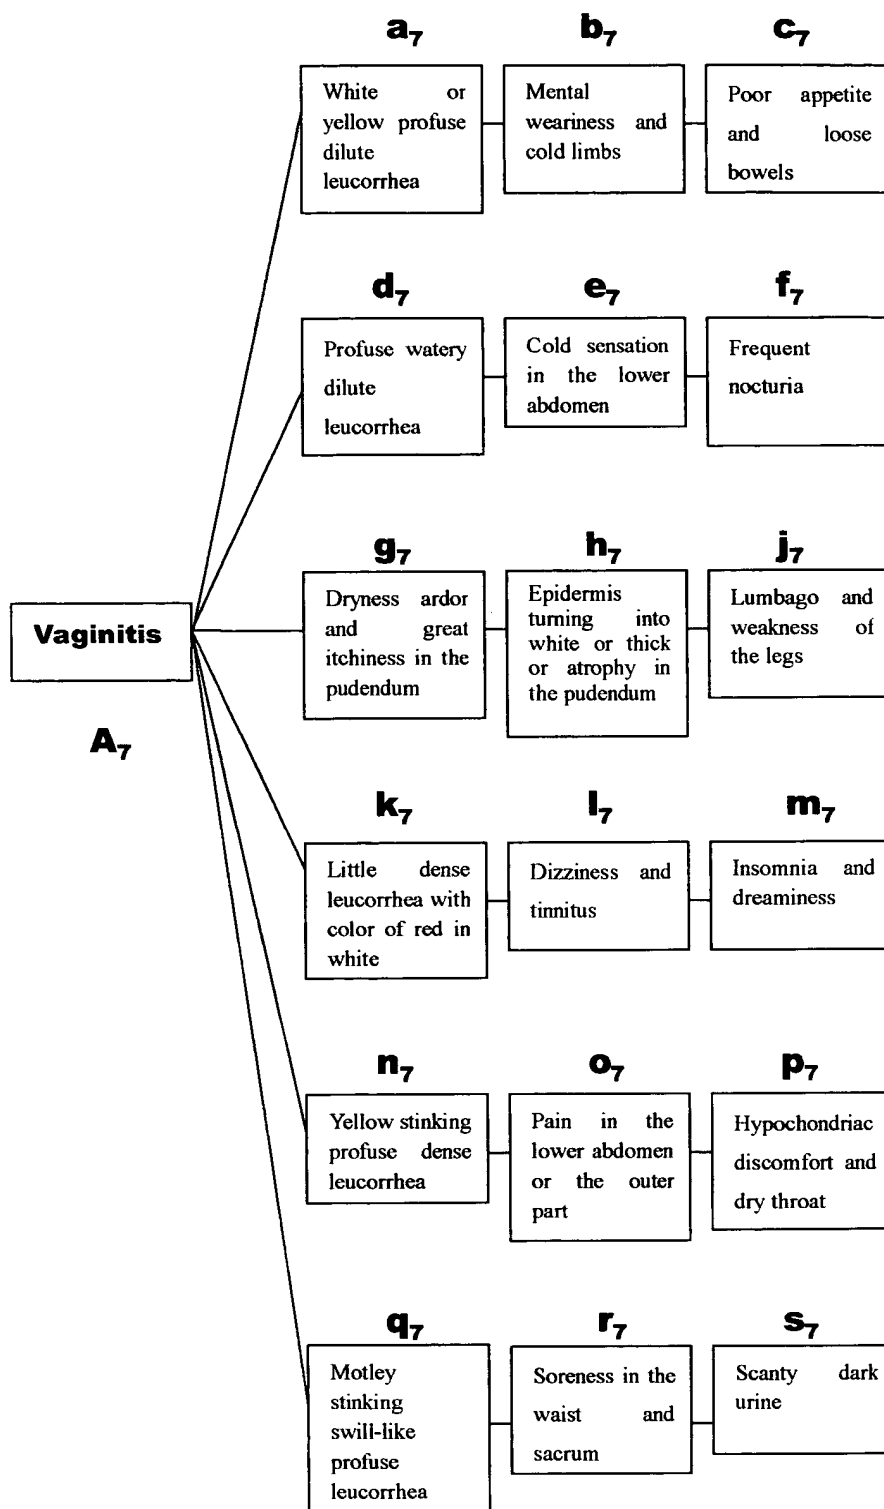 a7 b7 c7
White or
yellow profuse
dilute
leucorrhea
Mental
weariness and
cold limbs
Poor appetite
and loose
bowels
d7 e7 f7
Profuse watery
dilute
leucorrhea
Cold sensation
in the lower
abdomen
Frequent
nocturia
g7 h7 j7
Dryness ardor
and great
itchiness in the
pudendum
Epidermis
turning into
white or thick
or atrophy in
the pudendum
Lumbago and
weakness of
the legs
Vaginitis
A7
k7 l7 m7
Little dense
leucorrhea with
color of red in
white
Dizziness and
tinnitus
Insomnia and
dreaminess
n7 o7 p7
Yellow stinking
profuse dense
leucorrhea
Pain in the
lower abdomen
or the outer
part
Hypochondriac
discomfort and
dry throat
q7 r7 s7
Motley
stinking
swill-like
profuse
leucorrhea
Soreness in the
waist and
sacrum
Scanty dark
urine